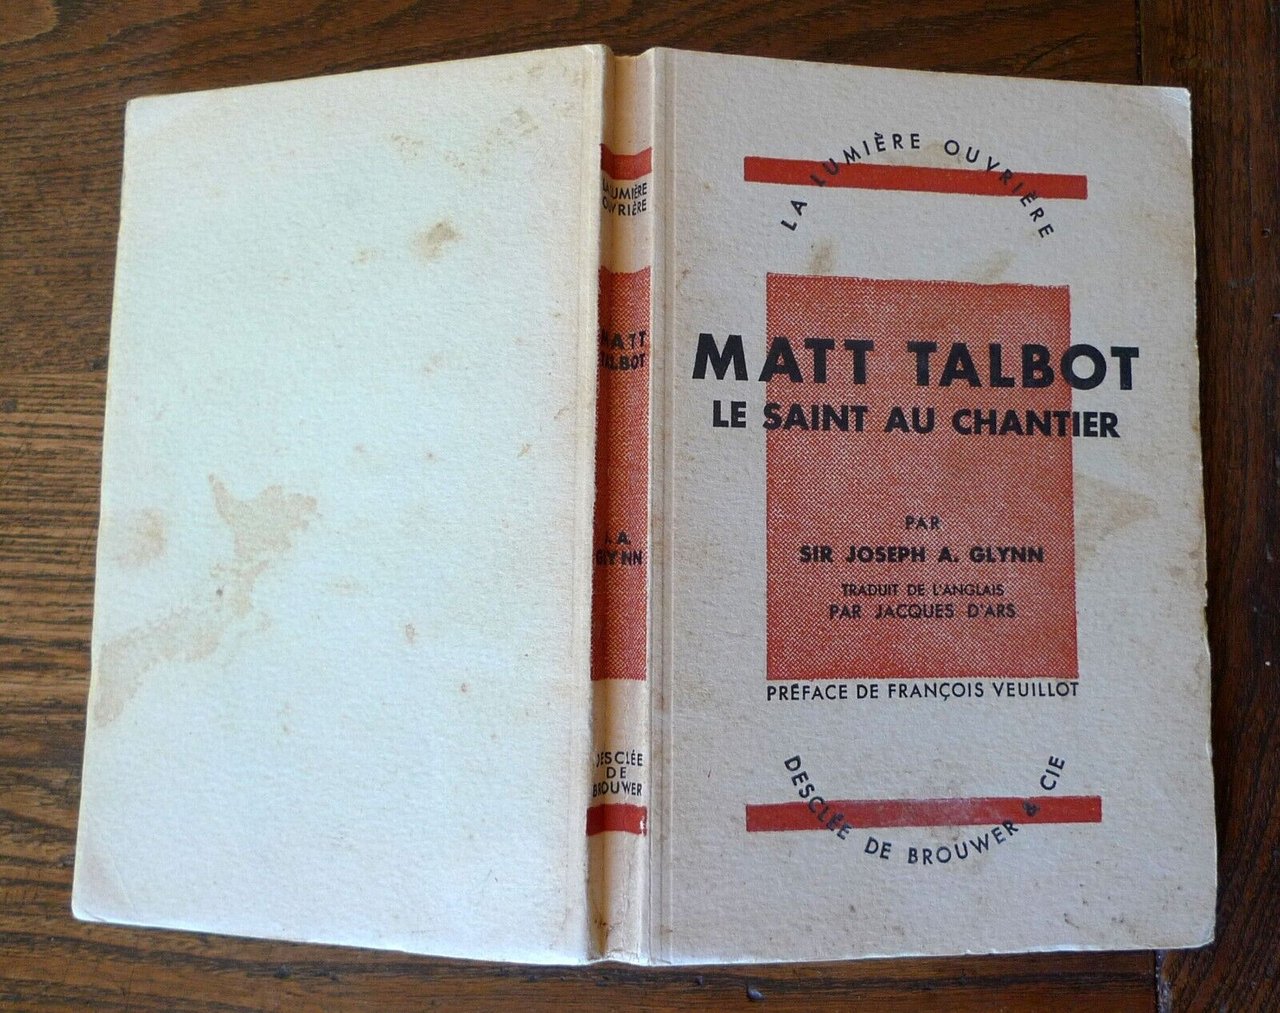 LA LUMIÈRE
OUVRIÈRE
MATT
TALBOT
J. A.
GLYNN
DESCLÉE
DE
BROUWER
LA LUMIÈRE OUVRIÈRE
MATT TALBOT
LE SAINT AU CHANTIER
PAR
SIR JOSEPH A. GLYNN
TRADUIT DE L'ANGLAIS
PAR JACQUES D'ARS
PRÉFACE DE FRANÇOIS VEUILLOT
DESCLÉE DE BROUWER & CIE